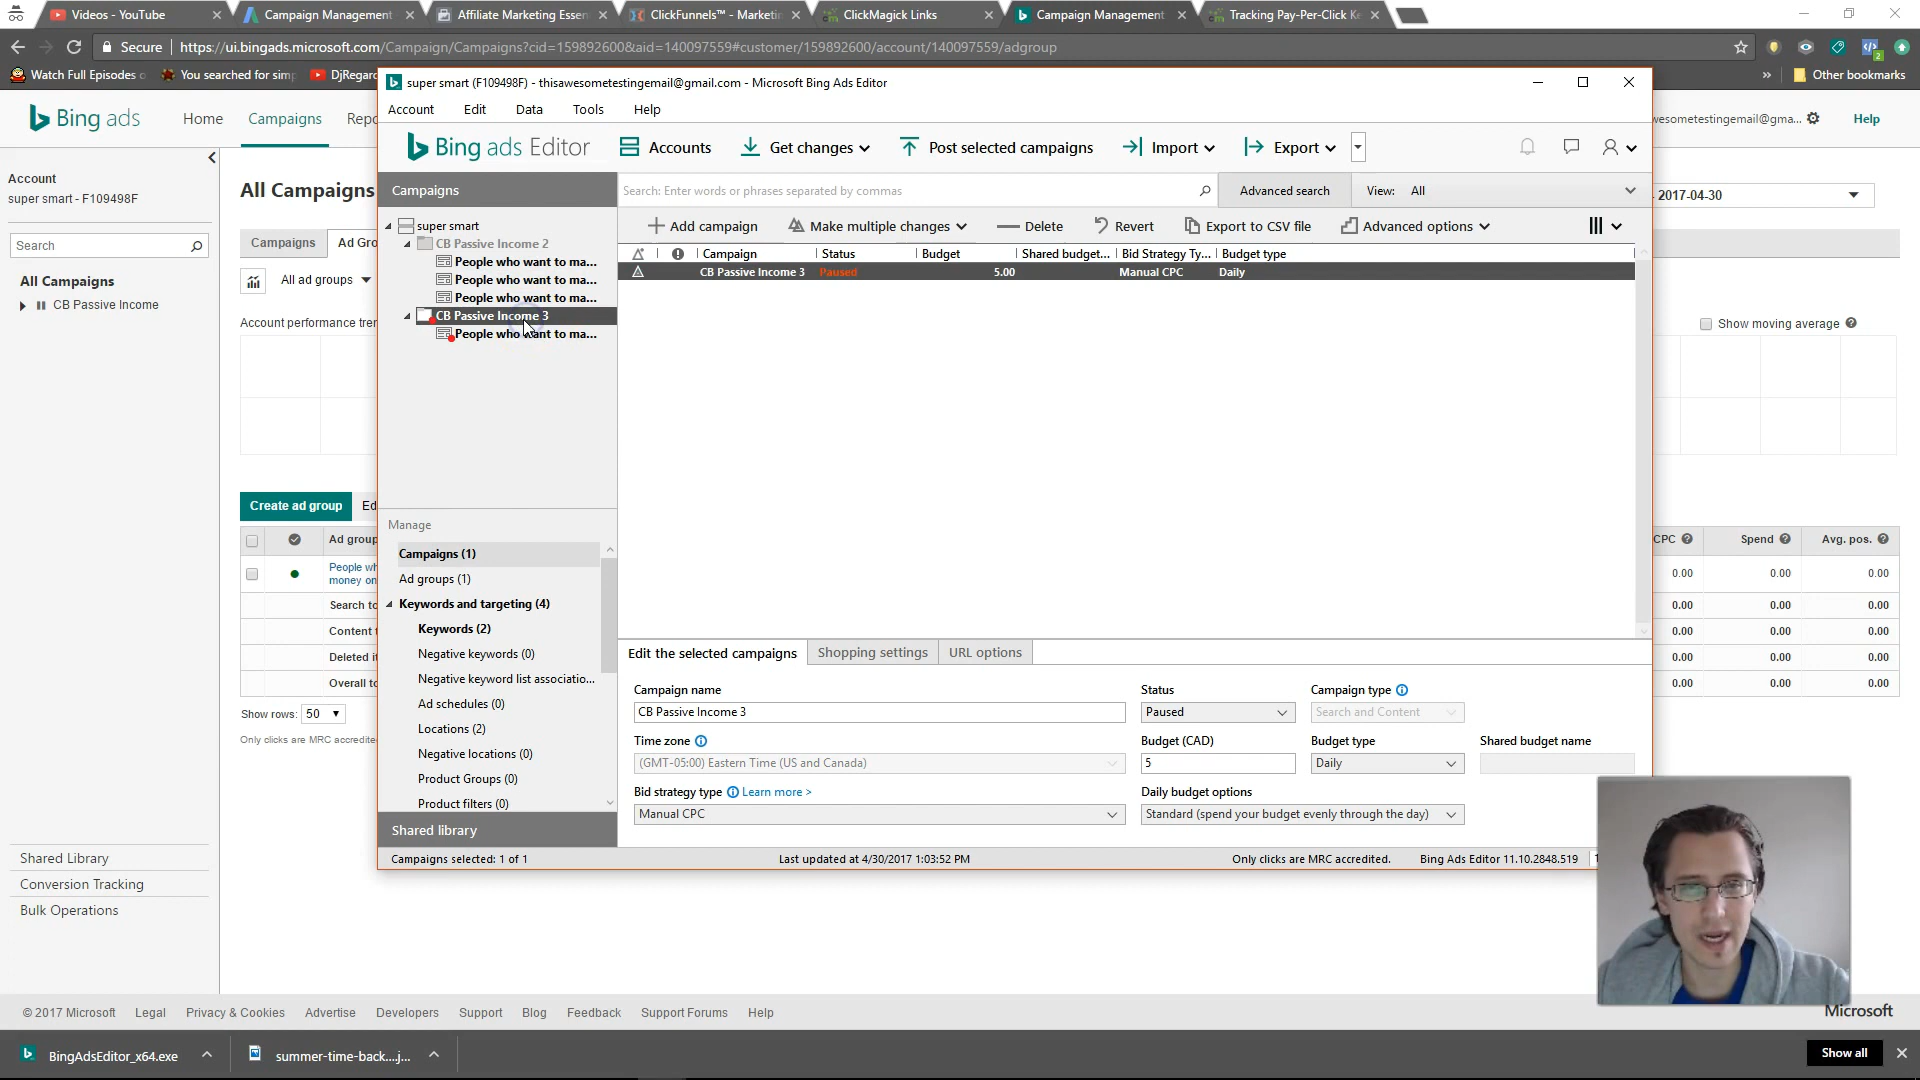 Videos - YouTube
Campaign Management
Affiliate Marketing Essen
ClickFunnels™ - Marketin
ClickMagick Links
Campaign Management
Tracking Pay-Per-Click Ke
Secure https://ui.bingads.microsoft.com/Campaign/Campaigns?cid=159892600&aid=140097559#customer/159892600/account/140097559/adgroup
Watch Full Episodes o
You searched for simp
DjRegard
» Other bookmarks
super smart (F109498F) - thisawesometestingemail@gmail.com - Microsoft Bing Ads Editor
Account Edit Data Tools Help
Bing ads Home Campaigns Repo
wesometestingemail@gma... Help
Bing ads Editor Accounts Get changes Post selected campaigns Import Export
Account
super smart - F109498F
All Campaigns
- 2017-04-30
Campaigns
Search: Enter words or phrases separated by commas Advanced search View: All
Add campaign Make multiple changes Delete Revert Export to CSV file Advanced options
super smart
CB Passive Income 2
People who want to ma...
People who want to ma...
People who want to ma...
CB Passive Income 3
People who want to ma...
Campaign Status Budget Shared budget... Bid Strategy Ty... Budget type
CB Passive Income 3 Paused 5.00 Manual CPC Daily
Search
All Campaigns
CB Passive Income
Campaigns Ad Gro
All ad groups
Account performance tren
Show moving average
Create ad group Ed
Ad group
People wh
money on
Search to
Content t
Deleted it
Overall to
Show rows: 50
Only clicks are MRC accredite
CPC Spend Avg. pos.
0.00 0.00 0.00
0.00 0.00 0.00
0.00 0.00 0.00
0.00 0.00 0.00
0.00 0.00 0.00
Manage
Campaigns (1)
Ad groups (1)
Keywords and targeting (4)
Keywords (2)
Negative keywords (0)
Negative keyword list associatio...
Ad schedules (0)
Locations (2)
Negative locations (0)
Product Groups (0)
Product filters (0)
Shared library
Edit the selected campaigns Shopping settings URL options
Campaign name Status Campaign type
CB Passive Income 3 Paused Search and Content
Time zone Budget (CAD) Budget type Shared budget name
(GMT-05:00) Eastern Time (US and Canada) 5 Daily
Bid strategy type Learn more > Daily budget options
Manual CPC Standard (spend your budget evenly through the day)
Campaigns selected: 1 of 1 Last updated at 4/30/2017 1:03:52 PM Only clicks are MRC accredited. Bing Ads Editor 11.10.2848.519
Shared Library
Conversion Tracking
Bulk Operations
© 2017 Microsoft Legal Privacy & Cookies Advertise Developers Support Blog Feedback Support Forums Help
Microsoft
BingAdsEditor_x64.exe
summer-time-back....j...
Show all